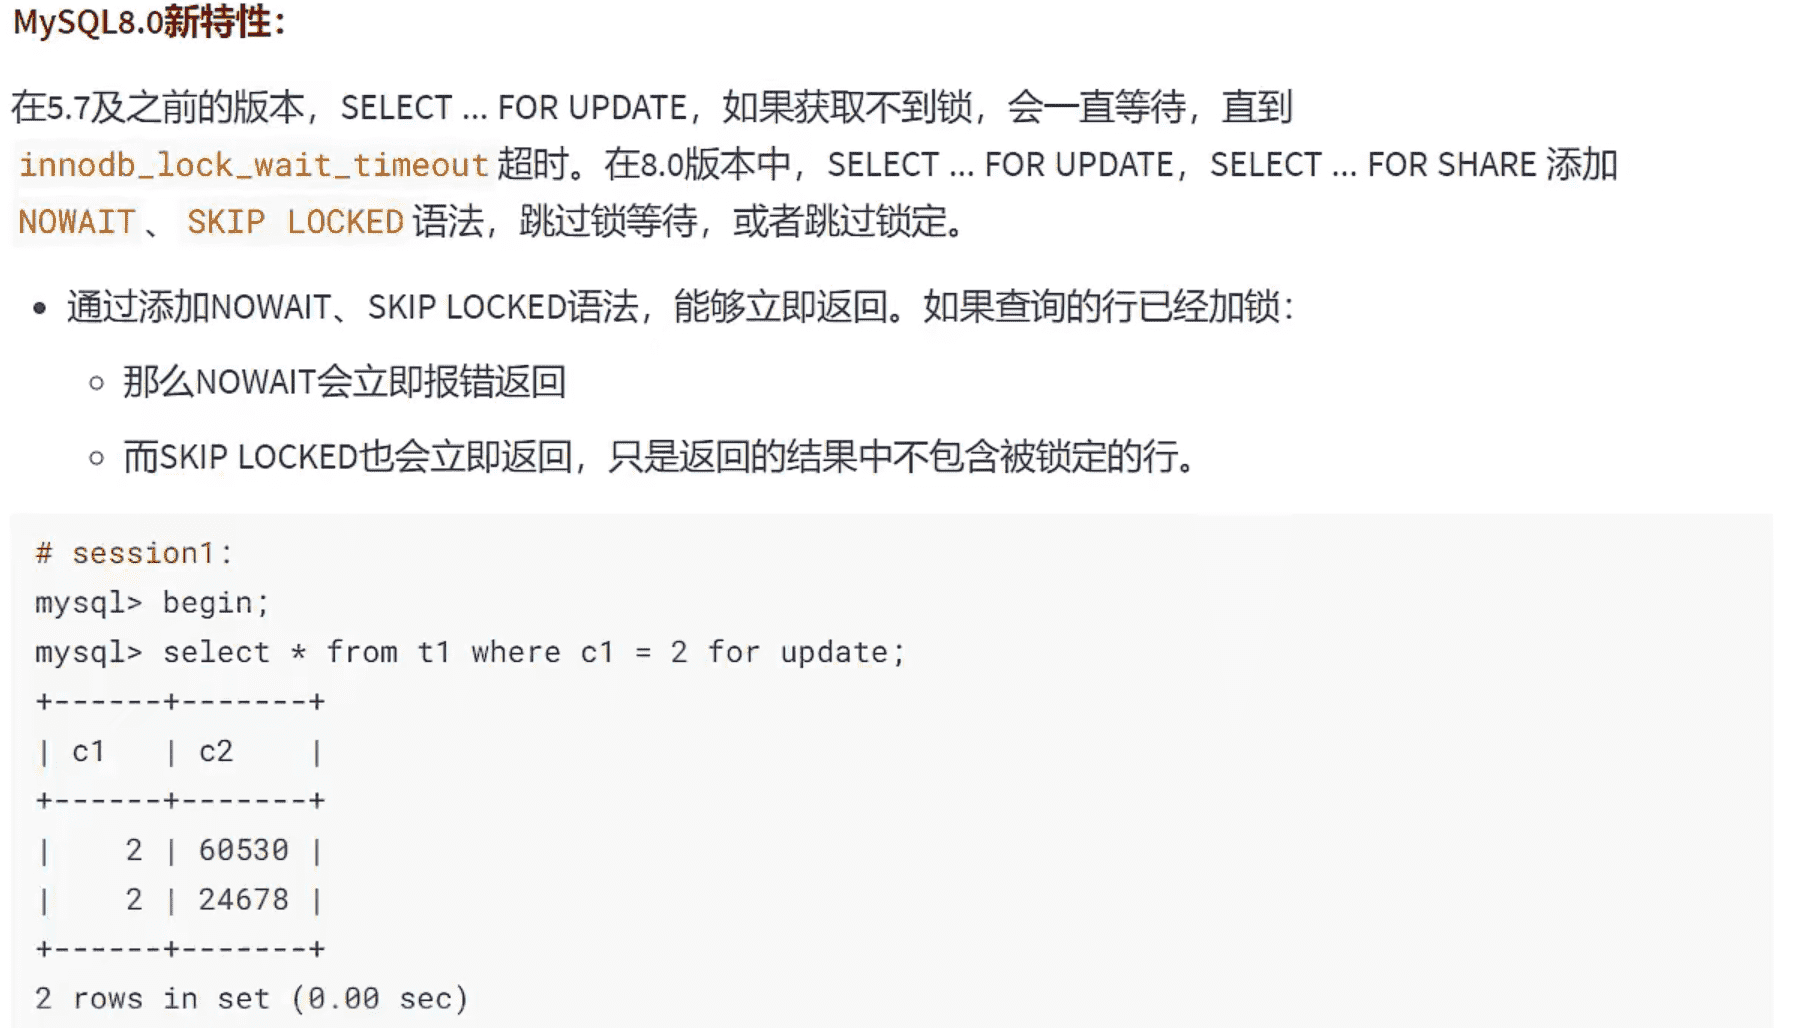 MySQL8.0新特性：
在5.7及之前的版本，SELECT ... FOR UPDATE，如果获取不到锁，会一直等待，直到
innodb_lock_wait_timeout 超时。在8.0版本中，SELECT ... FOR UPDATE，SELECT ... FOR SHARE 添加
NOWAIT 、 SKIP LOCKED 语法，跳过锁等待，或者跳过锁定。
• 通过添加NOWAIT、SKIP LOCKED语法，能够立即返回。如果查询的行已经加锁：
○ 那么NOWAIT会立即报错返回
○ 而SKIP LOCKED也会立即返回，只是返回的结果中不包含被锁定的行。
# session1:
mysql> begin;
mysql> select * from t1 where c1 = 2 for update;
+------+-------+
| c1   | c2    |
+------+-------+
|    2 | 60530 |
|    2 | 24678 |
+------+-------+
2 rows in set (0.00 sec)